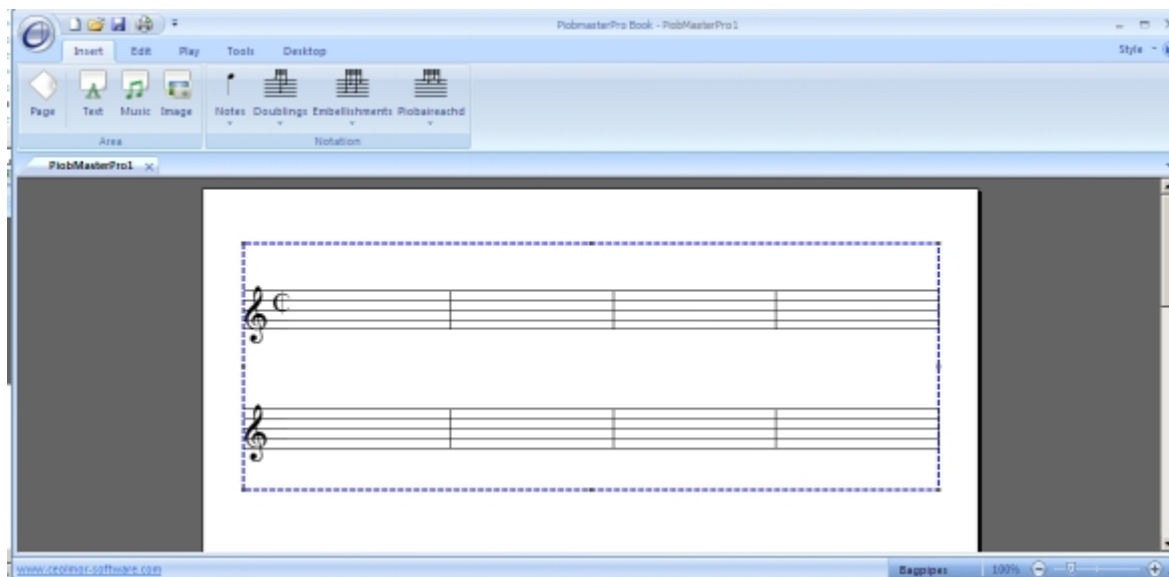 PiobmasterPro Book - PiobMasterPro1
Insert Edit Play Tools Desktop Style
Page Text Music Image Notes Doublings Embellishments Piobaireachd
Area Notation
PiobMasterPro1
www.ceolmor-software.com Bagpipes 100%